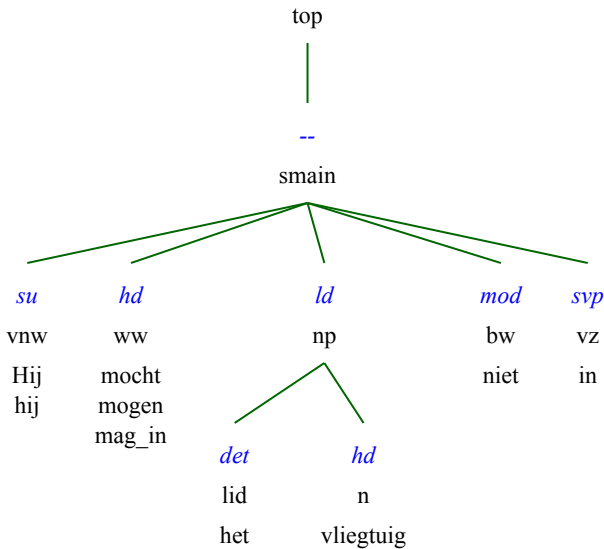 top
--
smain
su hd ld mod svp
vnw ww np bw vz
Hij mocht niet in
hij mogen
mag_in
det hd
lid n
het vliegtuig